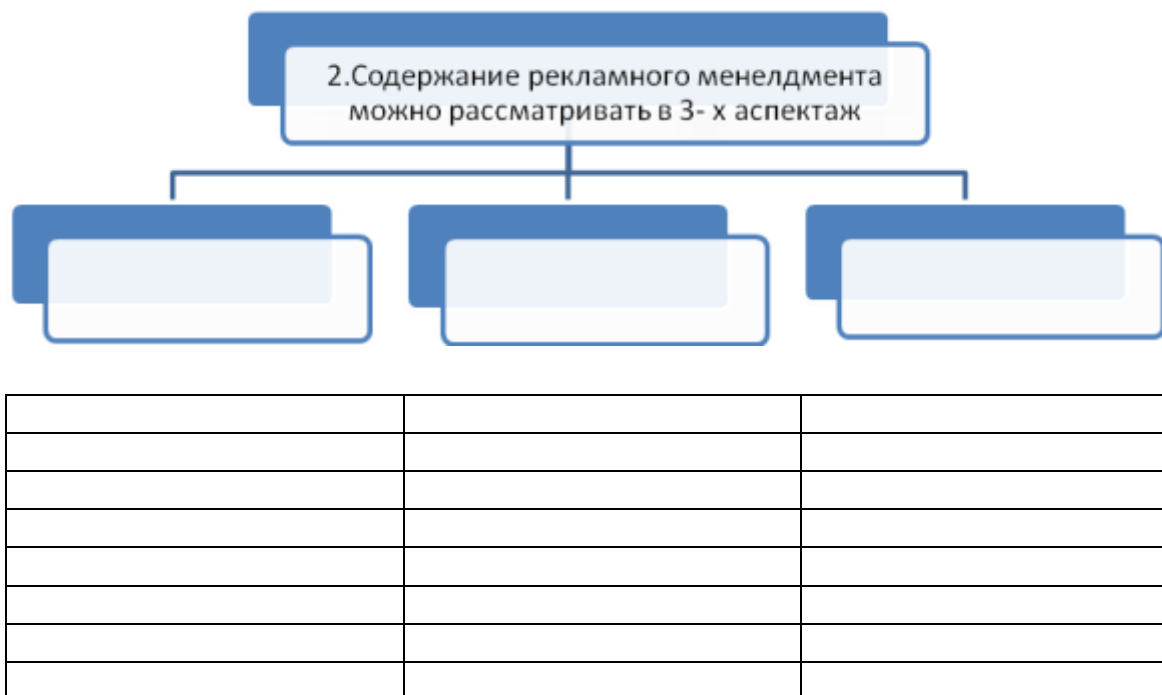 2.Содержание рекламного менелдмента
можно рассматривать в 3- х аспектаж